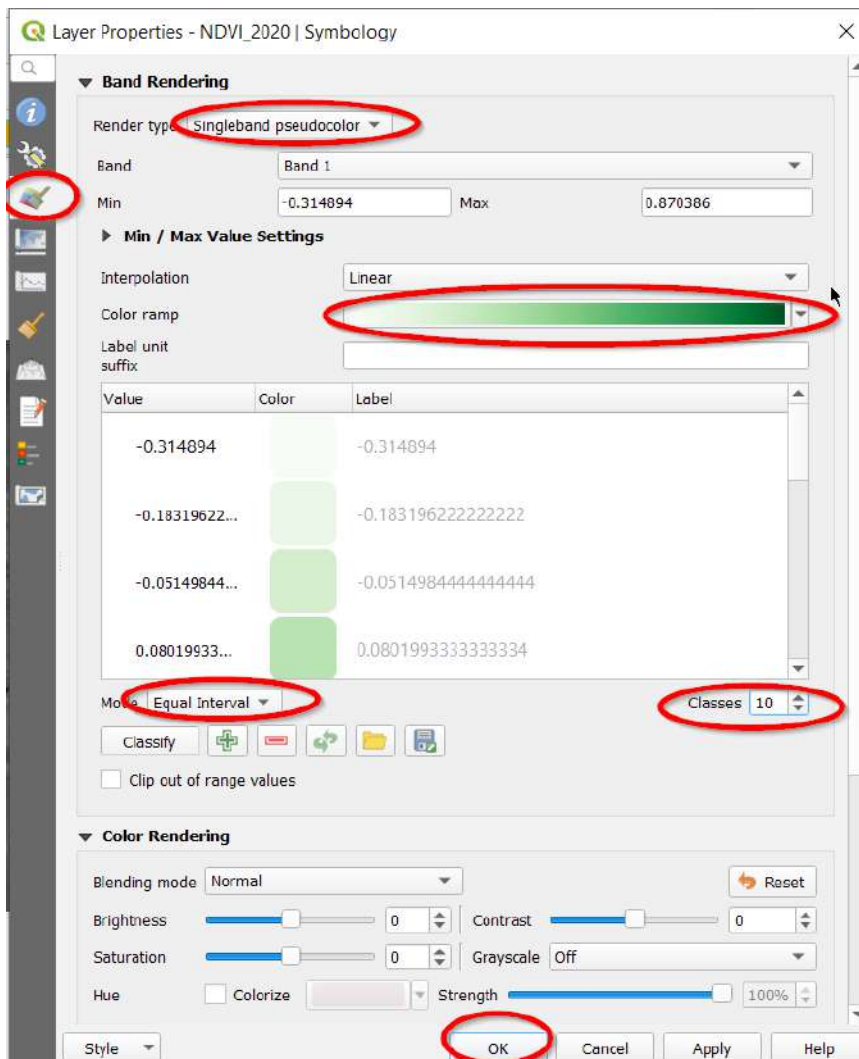 Layer Properties - NDVI_2020 | Symbology
Band Rendering
Render type Singleband pseudocolor
Band Band 1
Min -0.314894 Max 0.870386
Min / Max Value Settings
Interpolation Linear
Color ramp
Label unit
suffix
Value Color Label
-0.314894 -0.314894
-0.18319622... -0.183196222222222
-0.05149844... -0.0514984444444444
0.08019933... 0.0801993333333334
Mode Equal Interval Classes 10
Classify
Clip out of range values
Color Rendering
Blending mode Normal Reset
Brightness 0 Contrast 0
Saturation 0 Grayscale Off
Hue Colorize Strength 100%
Style OK Cancel Apply Help